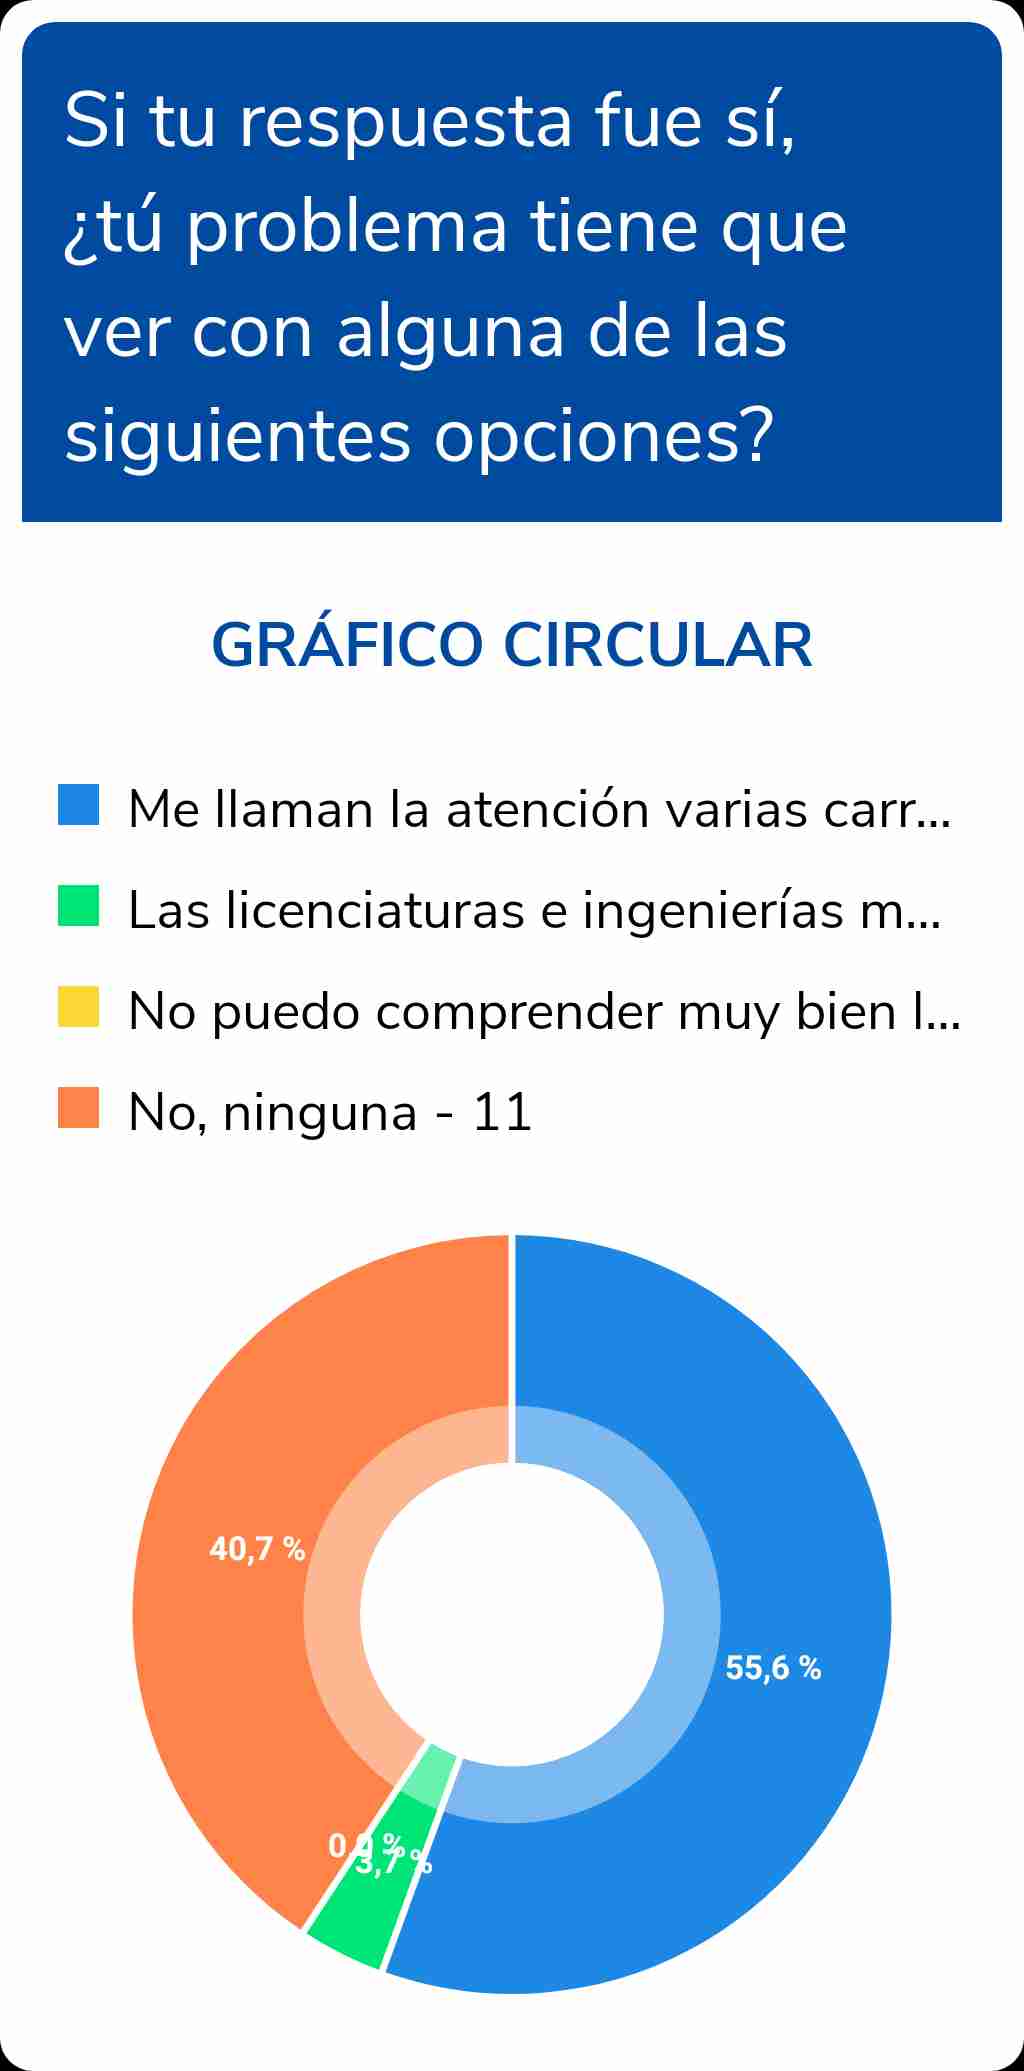 Si tu respuesta fue sí,
¿tú problema tiene que
ver con alguna de las
siguientes opciones?
GRÁFICO CIRCULAR
Me llaman la atención varias carr...
Las licenciaturas e ingenierías m...
No puedo comprender muy bien l...
No, ninguna - 11
40,7 %
55,6 %
0,0 %
3,7 %